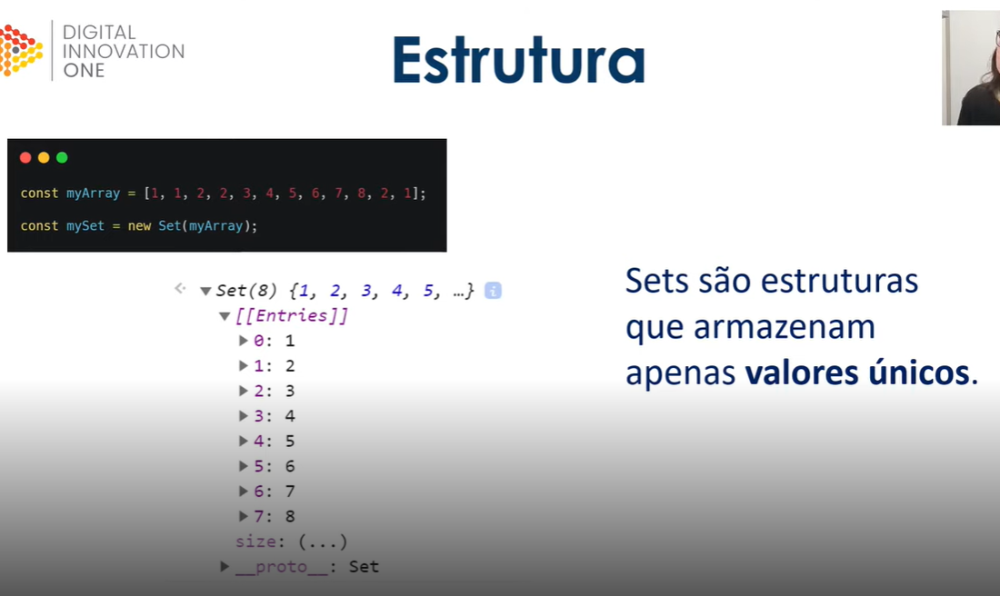 DIGITAL
INNOVATION
ONE
Estrutura
const myArray = [1, 1, 2, 2, 3, 4, 5, 6, 7, 8, 2, 1];
const mySet = new Set(myArray);
Set(8) {1, 2, 3, 4, 5, …}
[[Entries]]
0: 1
1: 2
2: 3
3: 4
4: 5
5: 6
6: 7
7: 8
size: (...)
__proto__: Set
Sets são estruturas
que armazenam
apenas valores únicos.